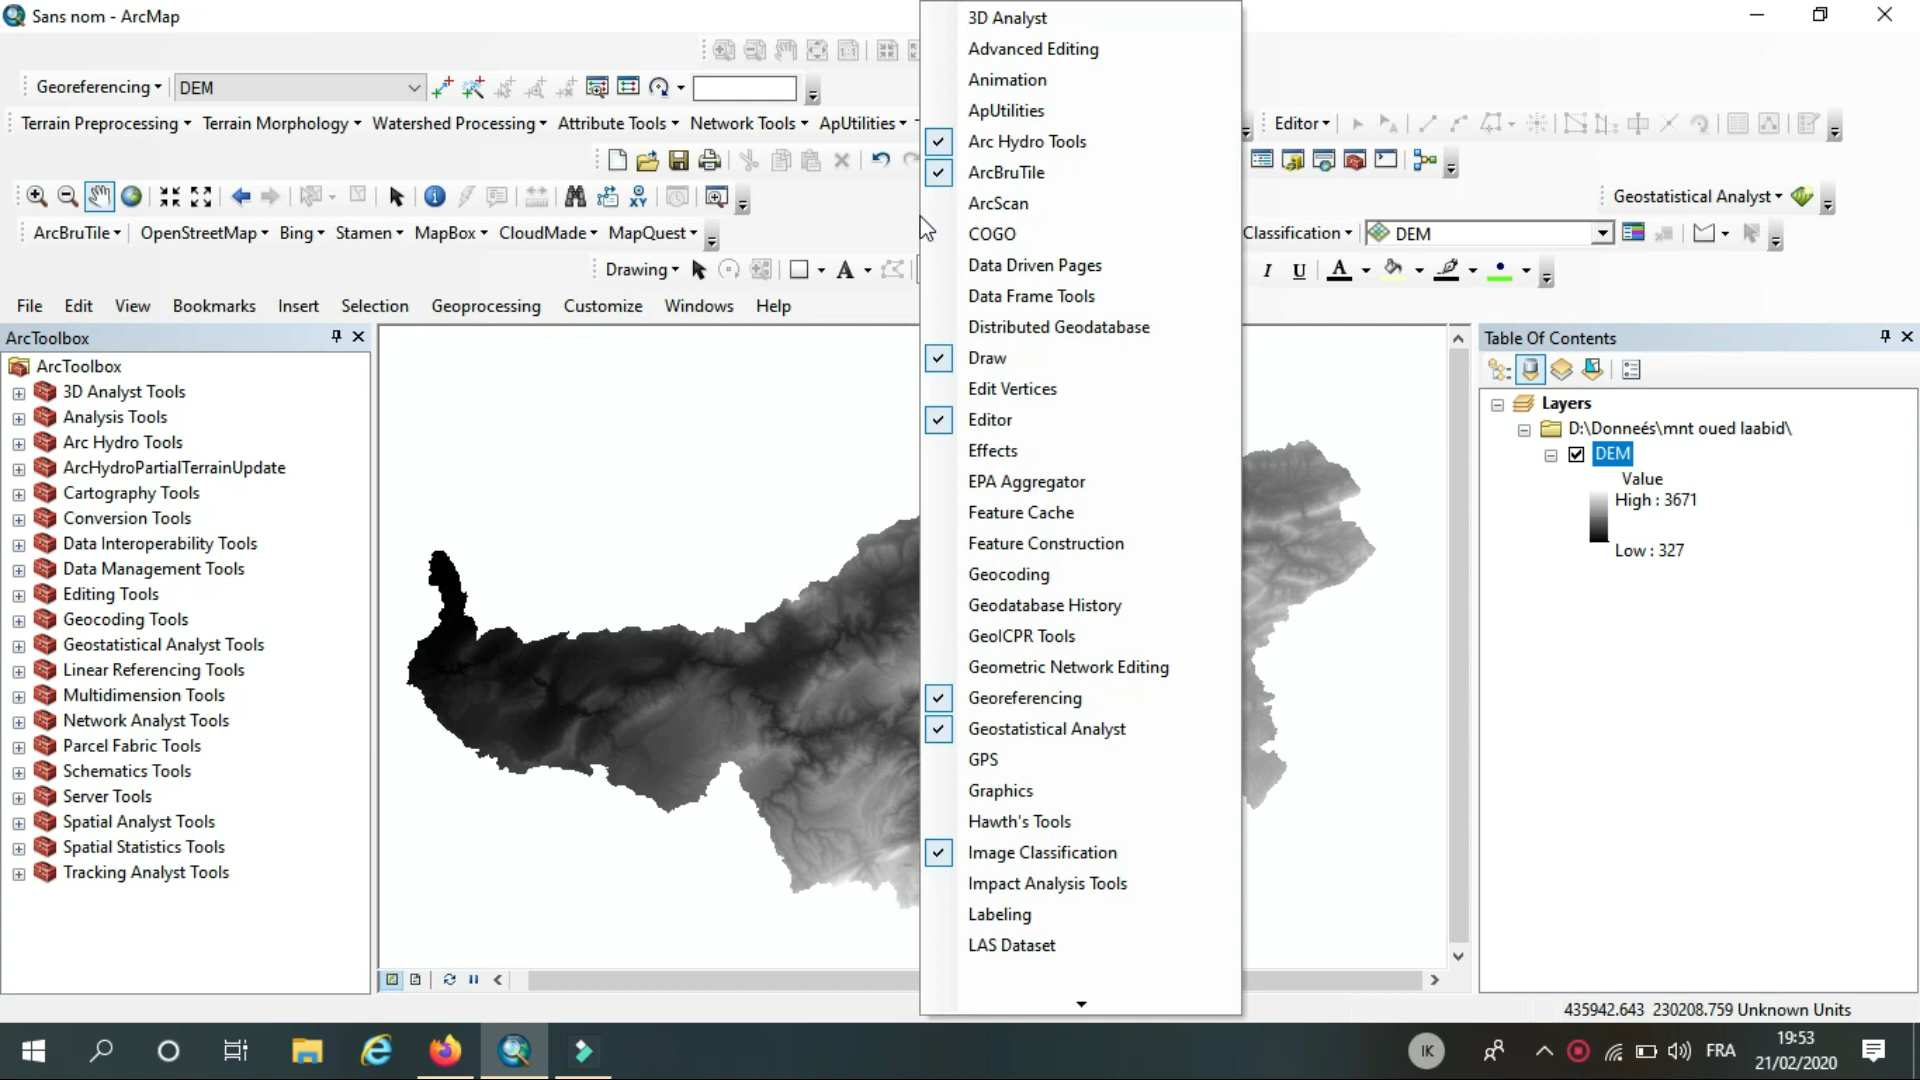 Sans nom - ArcMap
Georeferencing
DEM
Terrain Preprocessing
Terrain Morphology
Watershed Processing
Attribute Tools
Network Tools
ApUtilities
Editor
Geostatistical Analyst
ArcBruTile
OpenStreetMap
Bing
Stamen
MapBox
CloudMade
MapQuest
Classification
DEM
Drawing
A
I
U
A
File
Edit
View
Bookmarks
Insert
Selection
Geoprocessing
Customize
Windows
Help
ArcToolbox
ArcToolbox
3D Analyst Tools
Analysis Tools
Arc Hydro Tools
ArcHydroPartialTerrainUpdate
Cartography Tools
Conversion Tools
Data Interoperability Tools
Data Management Tools
Editing Tools
Geocoding Tools
Geostatistical Analyst Tools
Linear Referencing Tools
Multidimension Tools
Network Analyst Tools
Parcel Fabric Tools
Schematics Tools
Server Tools
Spatial Analyst Tools
Spatial Statistics Tools
Tracking Analyst Tools
3D Analyst
Advanced Editing
Animation
ApUtilities
Arc Hydro Tools
ArcBruTile
ArcScan
COGO
Data Driven Pages
Data Frame Tools
Distributed Geodatabase
Draw
Edit Vertices
Editor
Effects
EPA Aggregator
Feature Cache
Feature Construction
Geocoding
Geodatabase History
GeoICPR Tools
Geometric Network Editing
Georeferencing
Geostatistical Analyst
GPS
Graphics
Hawth's Tools
Image Classification
Impact Analysis Tools
Labeling
LAS Dataset
Table Of Contents
Layers
D:\Donneés\mnt oued laabid\
DEM
Value
High : 3671
Low : 327
435942.643 230208.759 Unknown Units
IK
FRA
19:53
21/02/2020